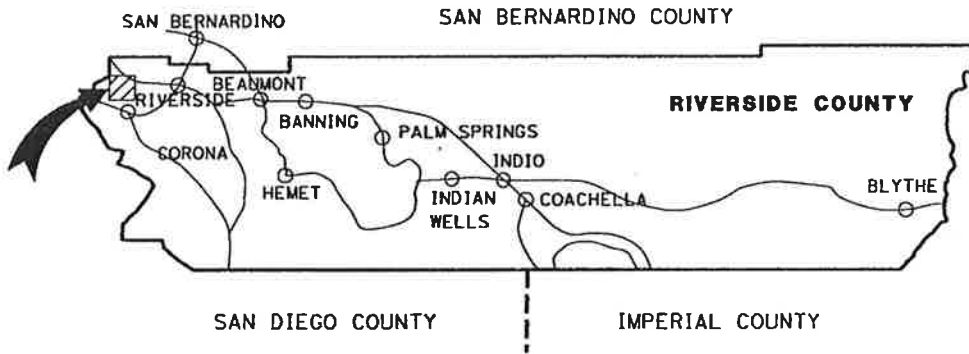 SAN BERNARDINO COUNTY
SAN BERNARDINO
BEAUMONT
RIVERSIDE
RIVERSIDE COUNTY
BANNING
PALM SPRINGS
CORONA
INDIO
HEMET
INDIAN
WELLS
COACHELLA
BLYTHE
SAN DIEGO COUNTY
IMPERIAL COUNTY